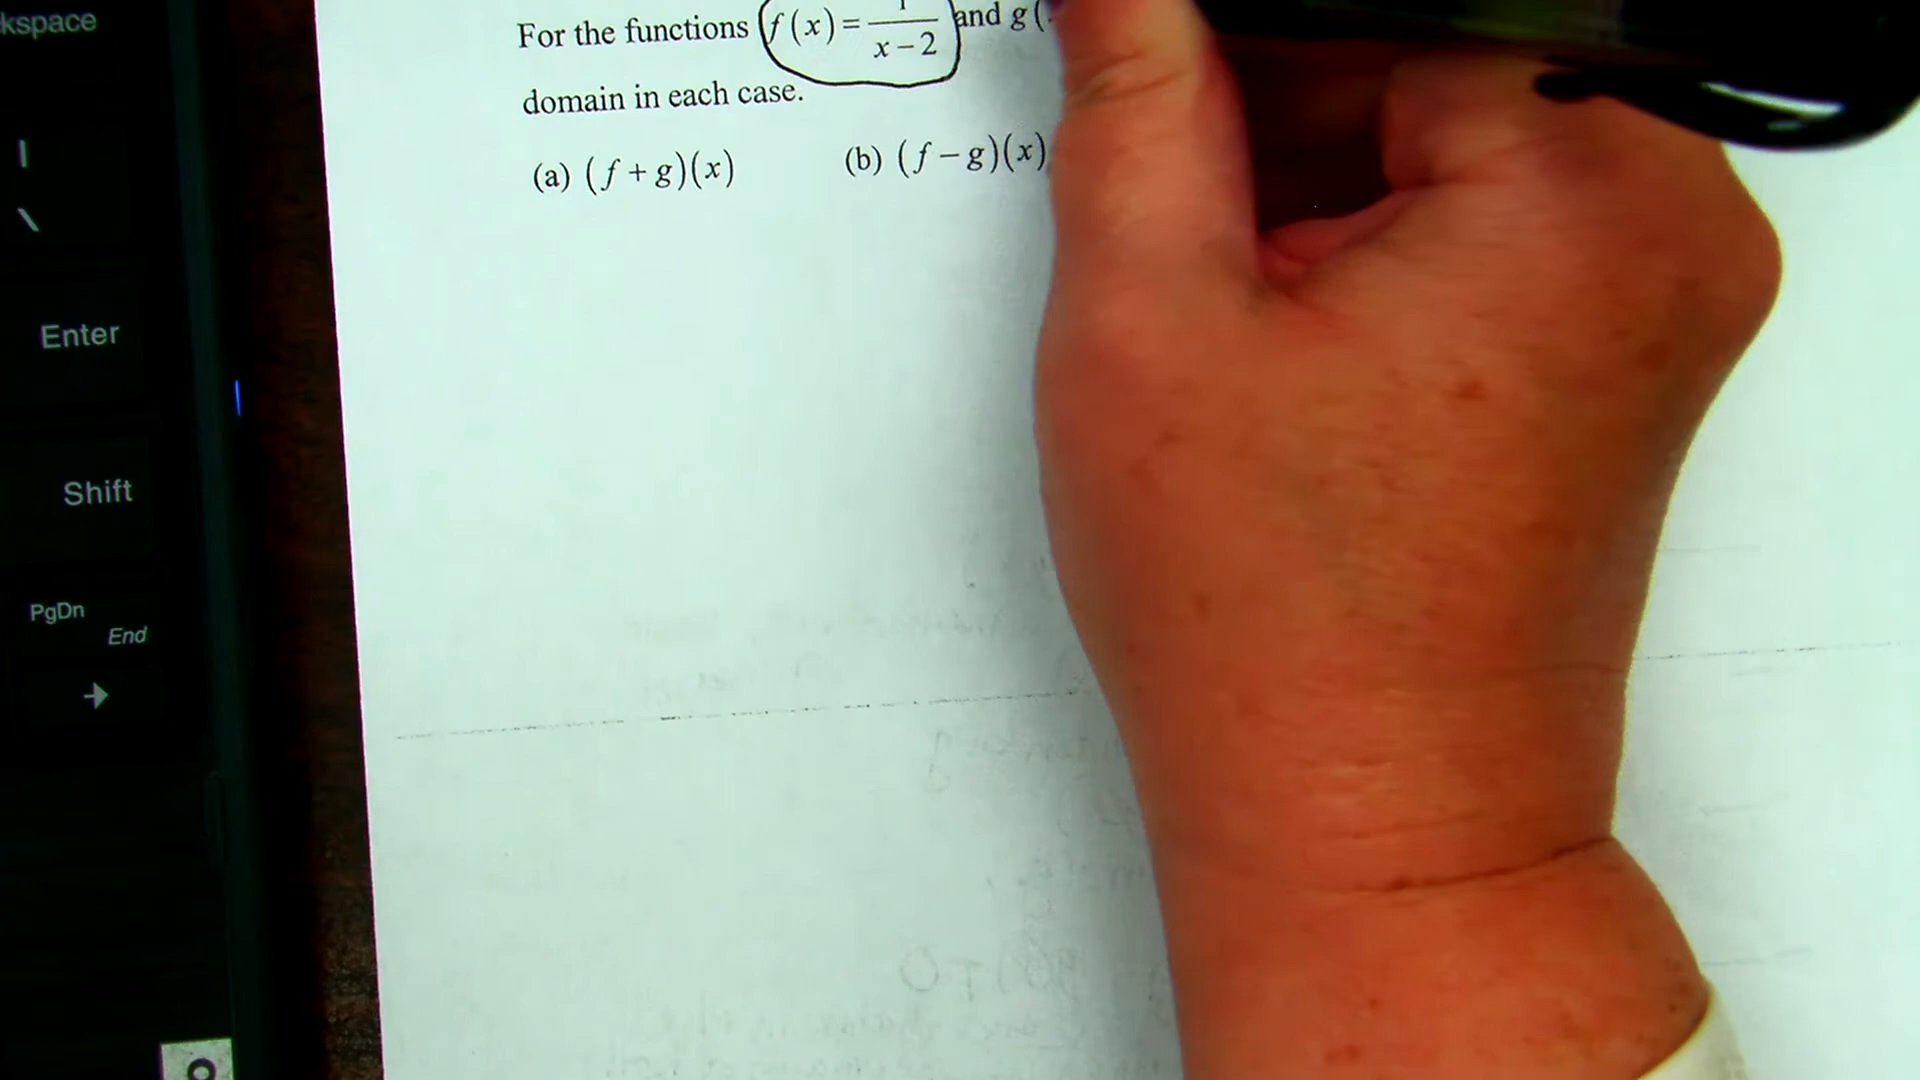 kspace
|
\
Enter
Shift
PgDn
End
→
For the functions f(x) = 1/(x − 2) and g(
domain in each case.
(a) (f + g)(x) (b) (f − g)(x)